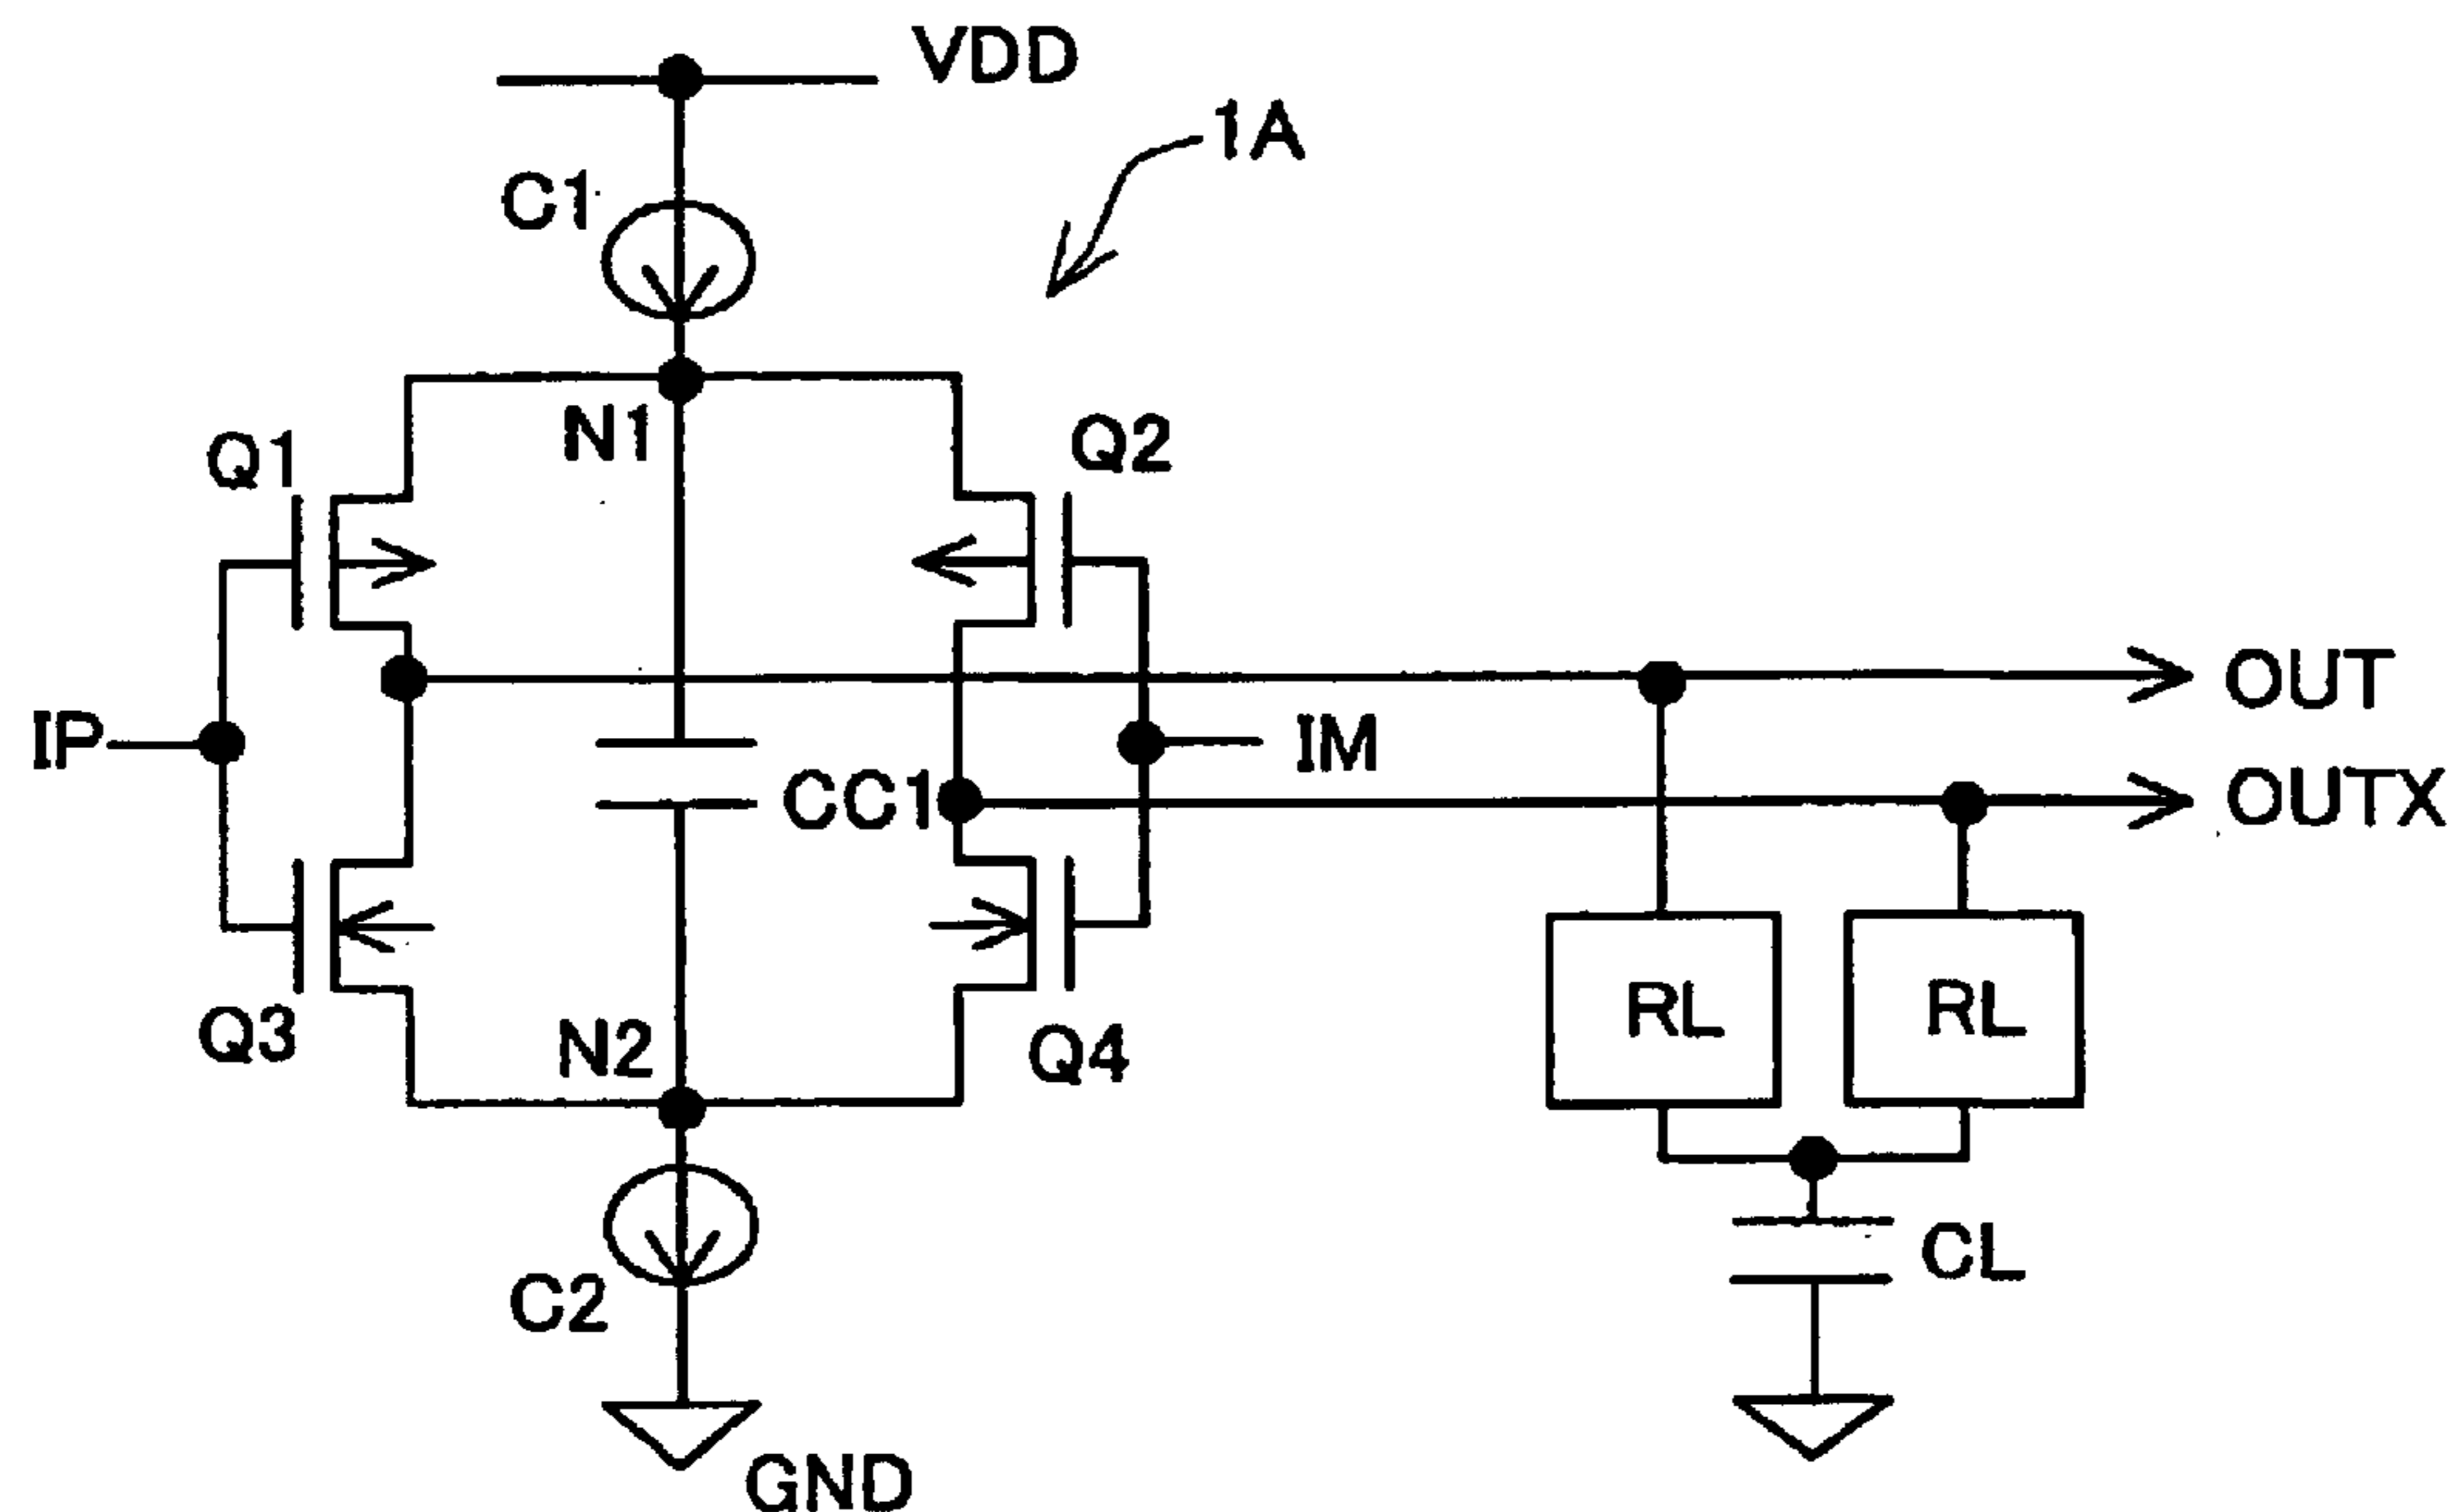 VDD
1A
C1
N1
Q1
Q2
OUT
IP
IM
CC1
OUTX
RL
RL
Q3
N2
Q4
CL
C2
GND